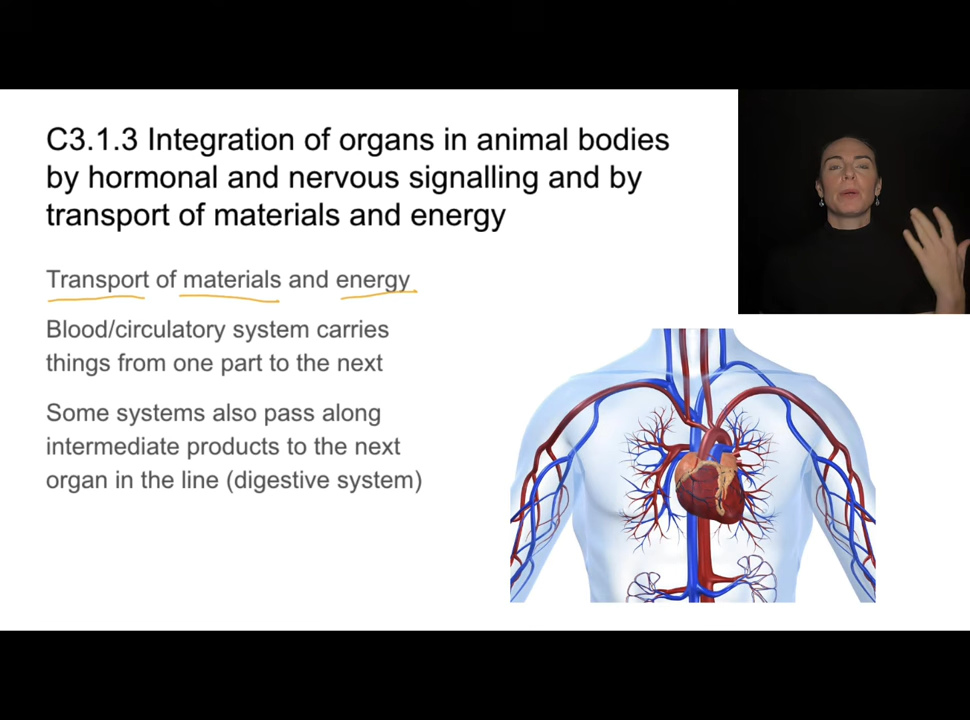 C3.1.3 Integration of organs in animal bodies
by hormonal and nervous signalling and by
transport of materials and energy
Transport of materials and energy
Blood/circulatory system carries
things from one part to the next
Some systems also pass along
intermediate products to the next
organ in the line (digestive system)